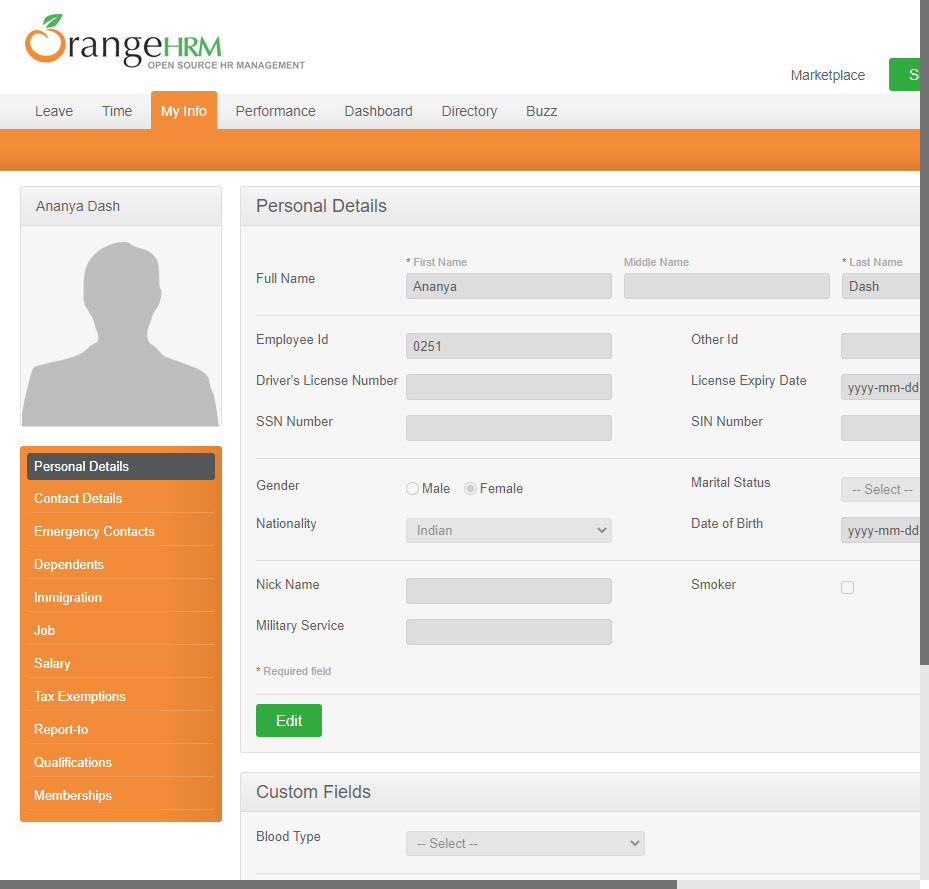 OrangeHRM
OPEN SOURCE HR MANAGEMENT
Marketplace
Leave Time My Info Performance Dashboard Directory Buzz
Ananya Dash
Personal Details
Contact Details
Emergency Contacts
Dependents
Immigration
Job
Salary
Tax Exemptions
Report-to
Qualifications
Memberships
Personal Details
* First Name Middle Name * Last Name
Full Name Ananya Dash
Employee Id 0251 Other Id
Driver's License Number License Expiry Date yyyy-mm-dd
SSN Number SIN Number
Gender Male Female Marital Status -- Select --
Nationality Indian Date of Birth yyyy-mm-dd
Nick Name Smoker
Military Service
* Required field
Edit
Custom Fields
Blood Type -- Select --